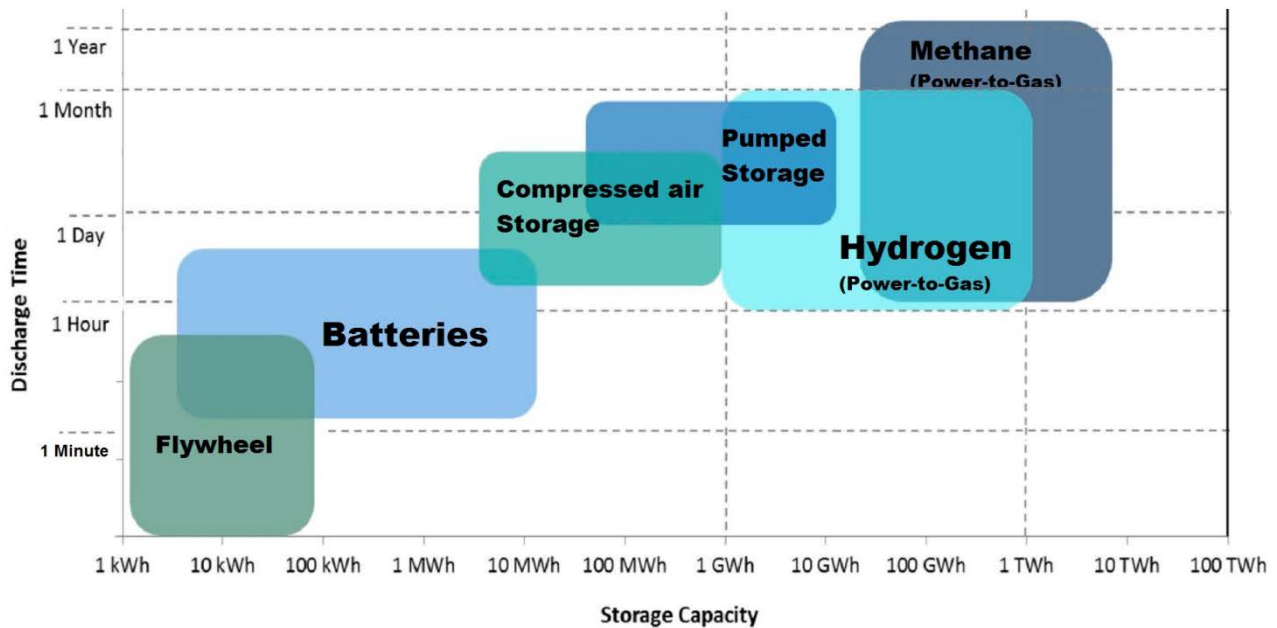 1 Year
1 Month
1 Day
1 Hour
1 Minute
Discharge Time
Methane
(Power-to-Gas)
Pumped
Storage
Compressed air
Storage
Hydrogen
(Power-to-Gas)
Batteries
Flywheel
1 kWh 10 kWh 100 kWh 1 MWh 10 MWh 100 MWh 1 GWh 10 GWh 100 GWh 1 TWh 10 TWh 100 TWh
Storage Capacity